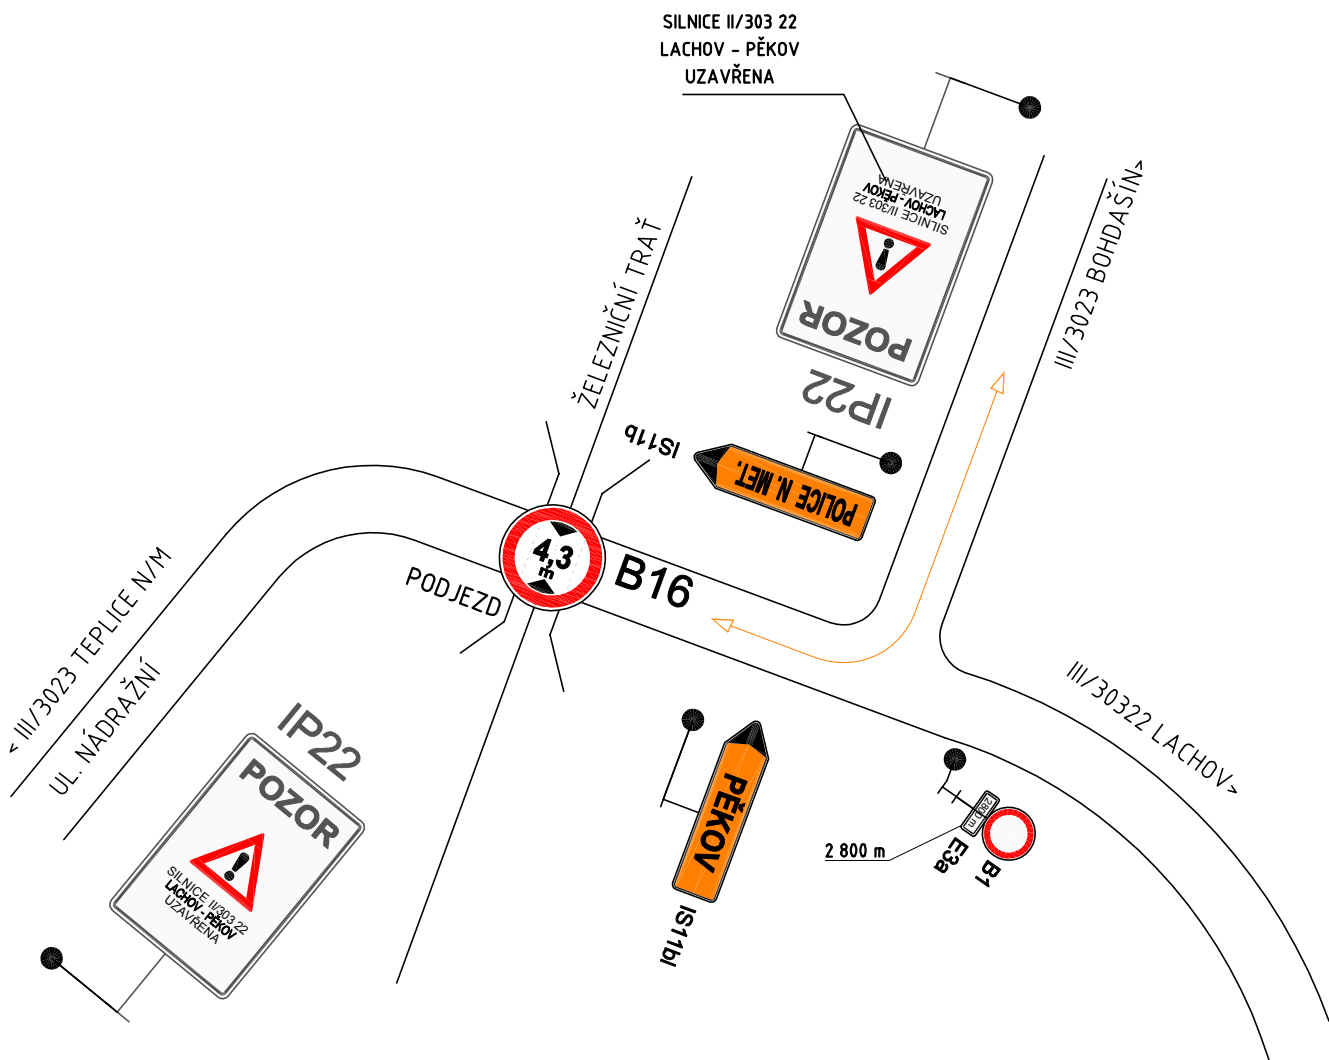 SILNICE II/303 22
LACHOV - PĚKOV
UZAVŘENA
SILNICE II/303 22
LACHOV - PĚKOV
UZAVŘENA
POZOR
IP22
III/3023 BOHDAŠÍN>
ŽELEZNIČNÍ TRAŤ
IS11b
POLICE N. MET.
4,3
m
B16
PODJEZD
< III/3023 TEPLICE N/M
UL. NÁDRAŽNÍ
IP22
POZOR
SILNICE II/303 22
LACHOV - PĚKOV
UZAVŘENA
PĚKOV
IS11bl
III/30322 LACHOV>
2800 m
2 800 m
E3a
B1